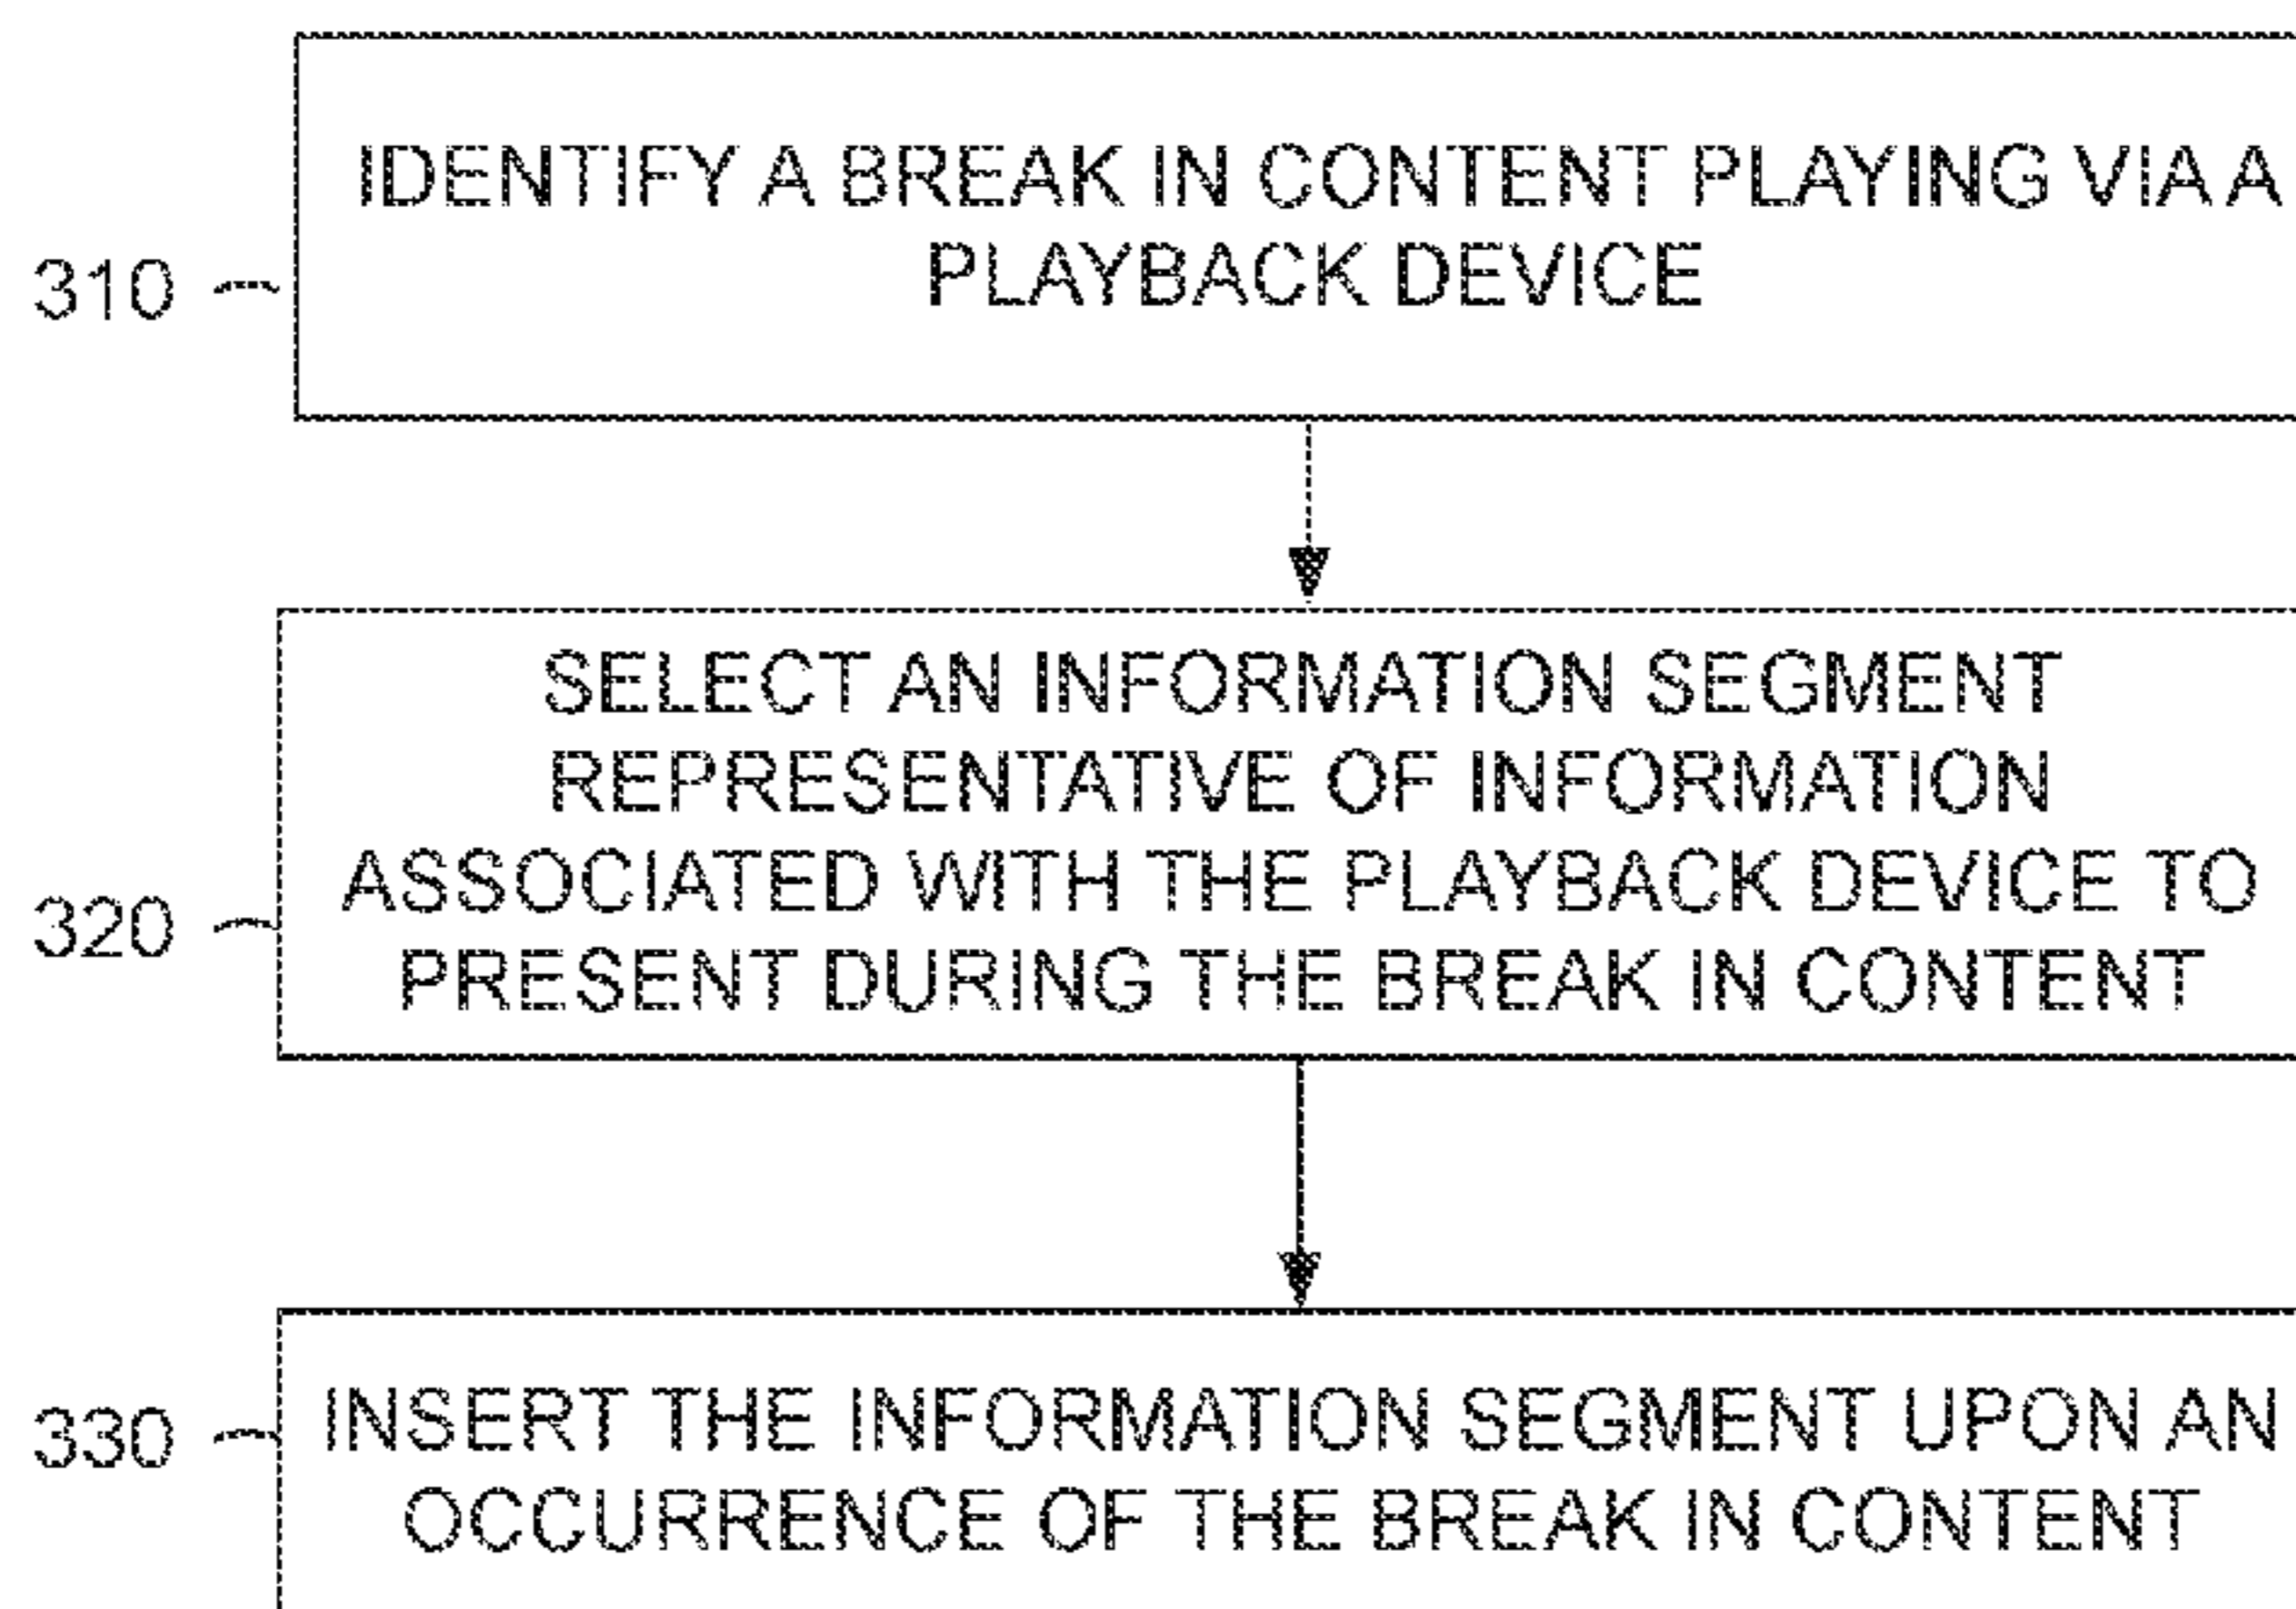 IDENTIFY A BREAK IN CONTENT PLAYING VIA A
PLAYBACK DEVICE
310
SELECT AN INFORMATION SEGMENT
REPRESENTATIVE OF INFORMATION
ASSOCIATED WITH THE PLAYBACK DEVICE TO
PRESENT DURING THE BREAK IN CONTENT
320
INSERT THE INFORMATION SEGMENT UPON AN
OCCURRENCE OF THE BREAK IN CONTENT
330